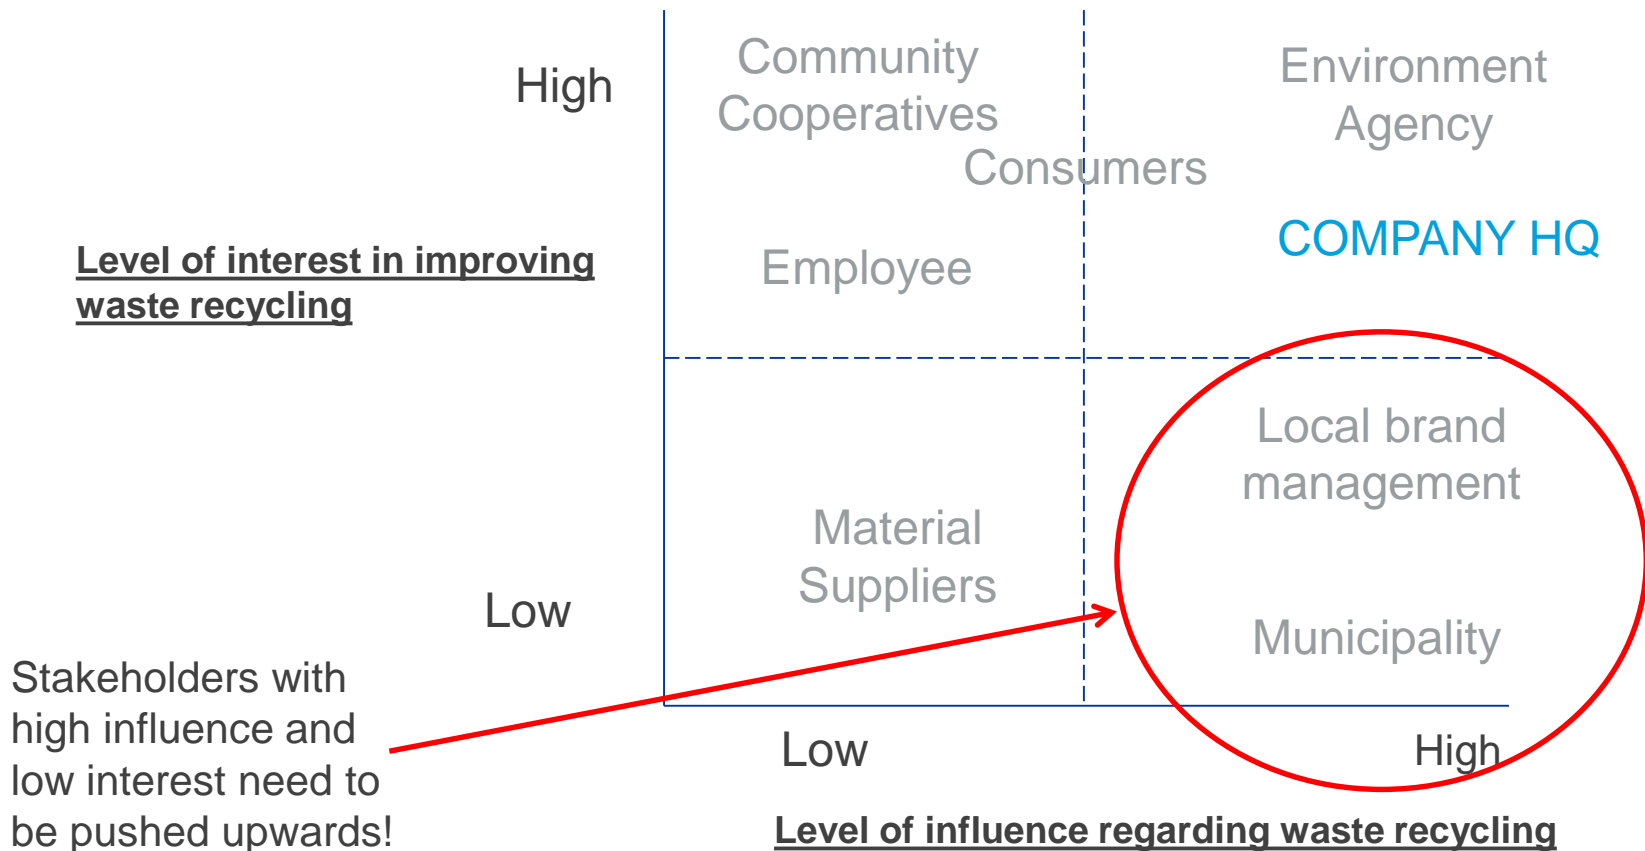 High
Community
Cooperatives
Environment
Agency
Consumers
COMPANY HQ
Level of interest in improving
waste recycling
Employee
Local brand
management
Material
Suppliers
Low
Municipality
Stakeholders with
high influence and
low interest need to
be pushed upwards!
Low
High
Level of influence regarding waste recycling